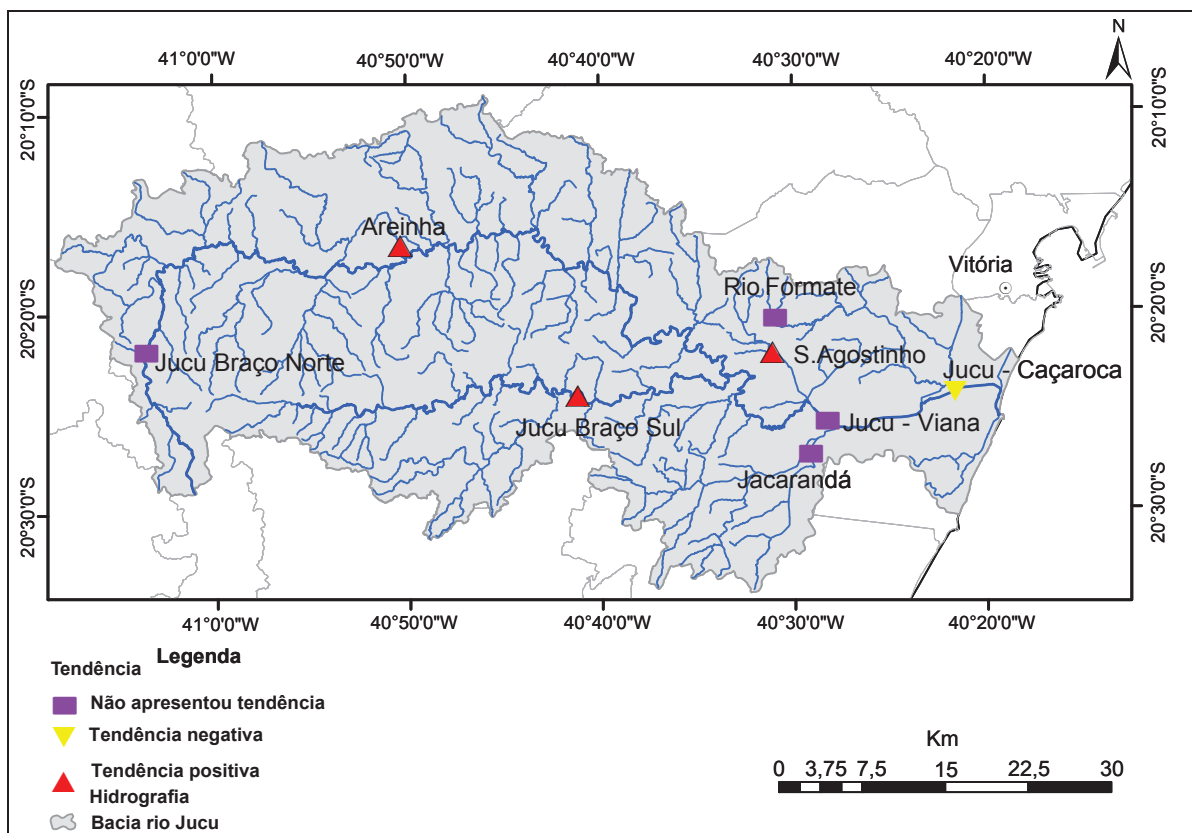 N
41°0'0"W 40°50'0"W 40°40'0"W 40°30'0"W 40°20'0"W
20°10'0"S 20°10'0"S
Areinha
Vitória
Rio Formate
20°20'0"S 20°20'0"S
Jucu Braço Norte
S.Agostinho
Jucu - Caçaroca
Jucu Braço Sul
Jucu - Viana
Jacarandá
20°30'0"S 20°30'0"S
41°0'0"W 40°50'0"W 40°40'0"W 40°30'0"W 40°20'0"W
Legenda
Tendência
Não apresentou tendência
Tendência negativa
Tendência positiva
Hidrografia
Bacia rio Jucu
Km
0 3,75 7,5 15 22,5 30